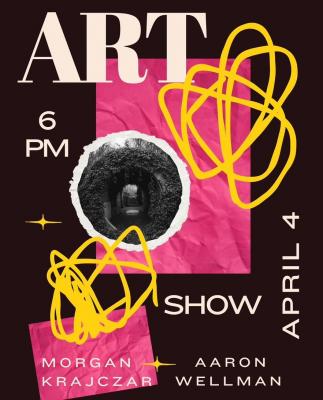 ART
6
PM
SHOW
APRIL 4
MORGAN
KRAJCZAR
AARON
WELLMAN